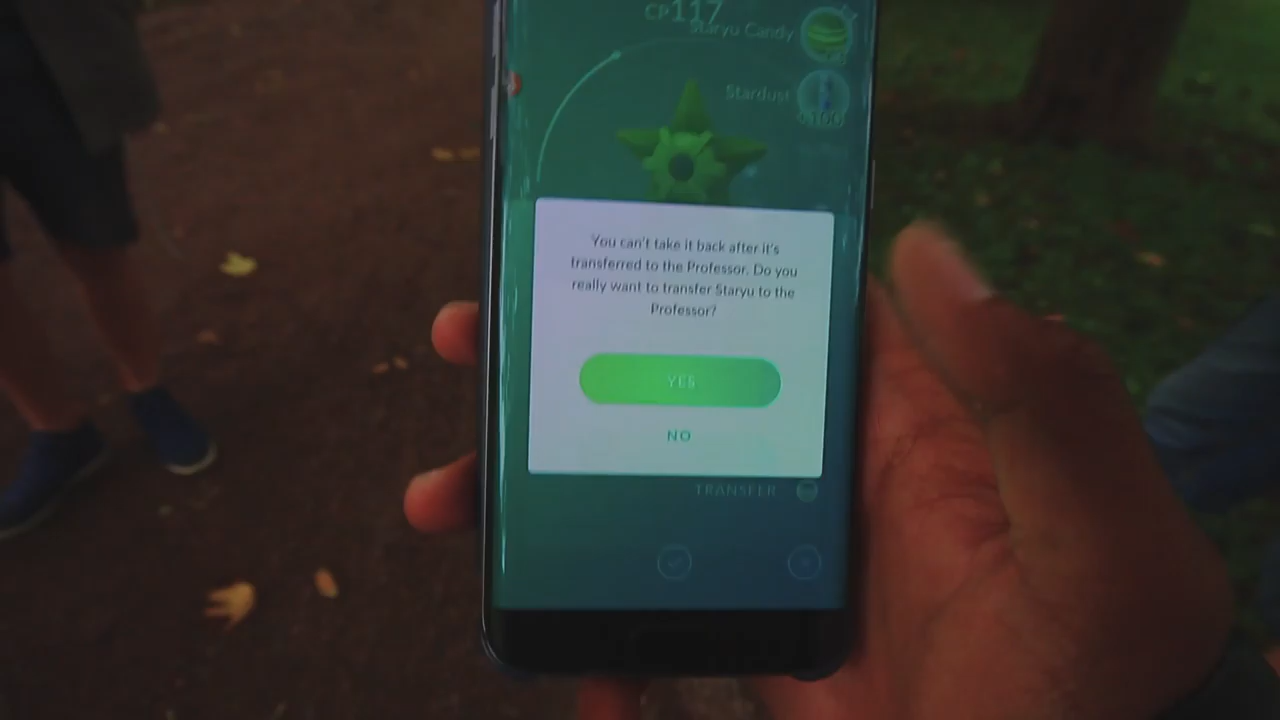 CP117
Staryu Candy
Stardust
+100
You can't take it back after it's
transferred to the Professor. Do you
really want to transfer Staryu to the
Professor?
YES
NO
TRANSFER